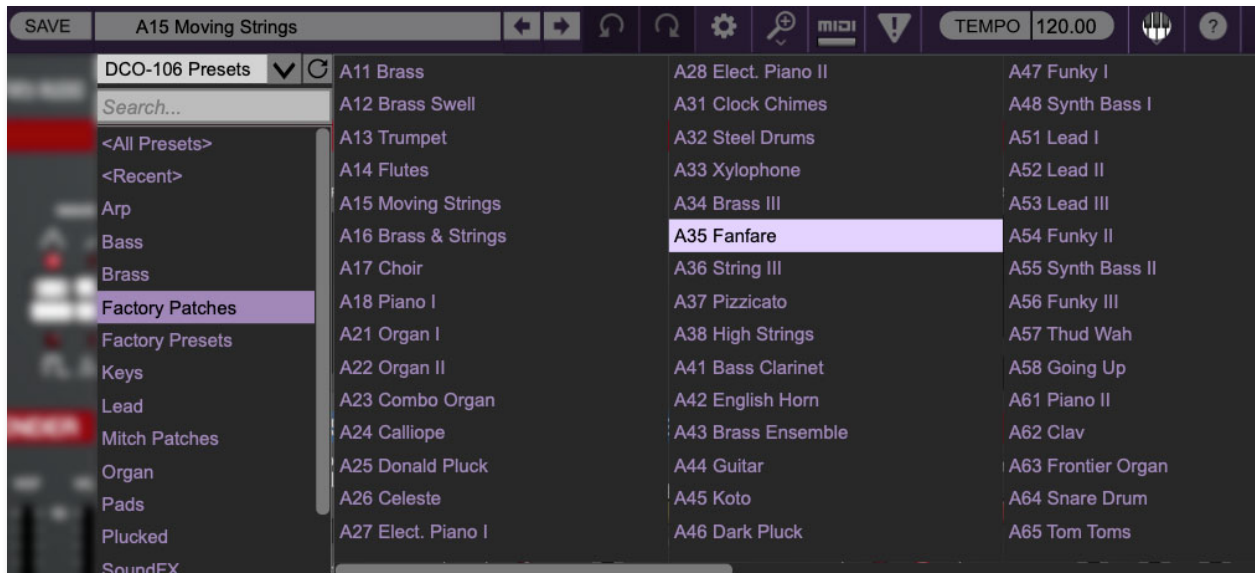 SAVE
A15 Moving Strings
MIDI
TEMPO 120.00
?
DCO-106 Presets
Search...
<All Presets>
<Recent>
Arp
Bass
Brass
Factory Patches
Factory Presets
Keys
Lead
Mitch Patches
Organ
Pads
Plucked
SoundFX
A11 Brass
A12 Brass Swell
A13 Trumpet
A14 Flutes
A15 Moving Strings
A16 Brass & Strings
A17 Choir
A18 Piano I
A21 Organ I
A22 Organ II
A23 Combo Organ
A24 Calliope
A25 Donald Pluck
A26 Celeste
A27 Elect. Piano I
A28 Elect. Piano II
A31 Clock Chimes
A32 Steel Drums
A33 Xylophone
A34 Brass III
A35 Fanfare
A36 String III
A37 Pizzicato
A38 High Strings
A41 Bass Clarinet
A42 English Horn
A43 Brass Ensemble
A44 Guitar
A45 Koto
A46 Dark Pluck
A47 Funky I
A48 Synth Bass I
A51 Lead I
A52 Lead II
A53 Lead III
A54 Funky II
A55 Synth Bass II
A56 Funky III
A57 Thud Wah
A58 Going Up
A61 Piano II
A62 Clav
A63 Frontier Organ
A64 Snare Drum
A65 Tom Toms